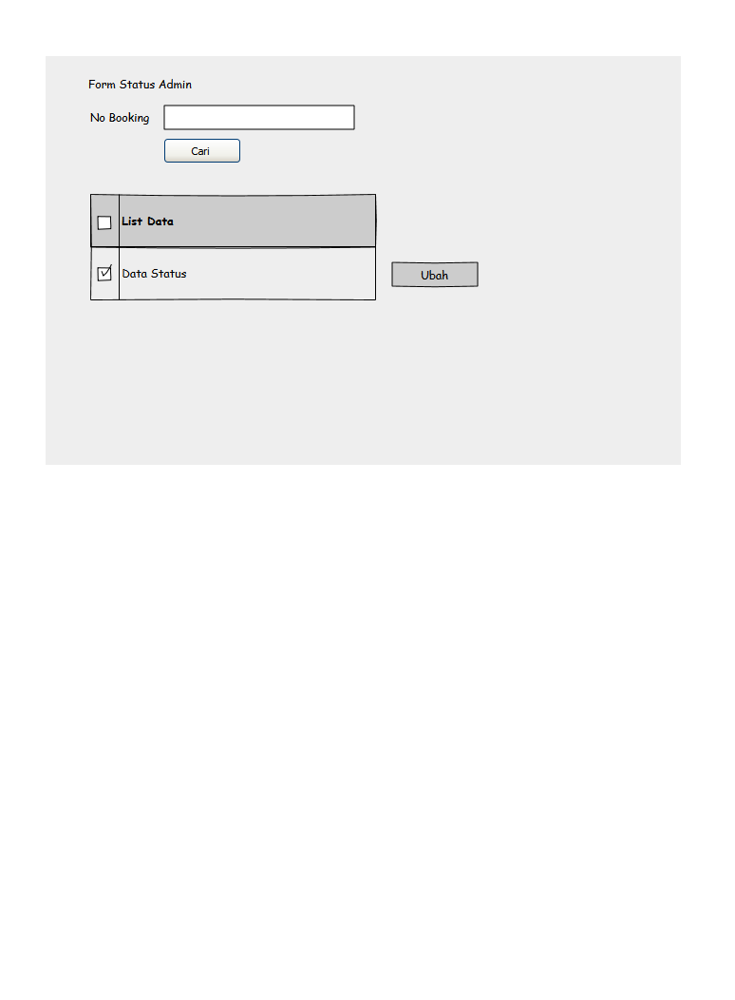 Form Status Admin
No Booking
Cari
List Data
Data Status
Ubah